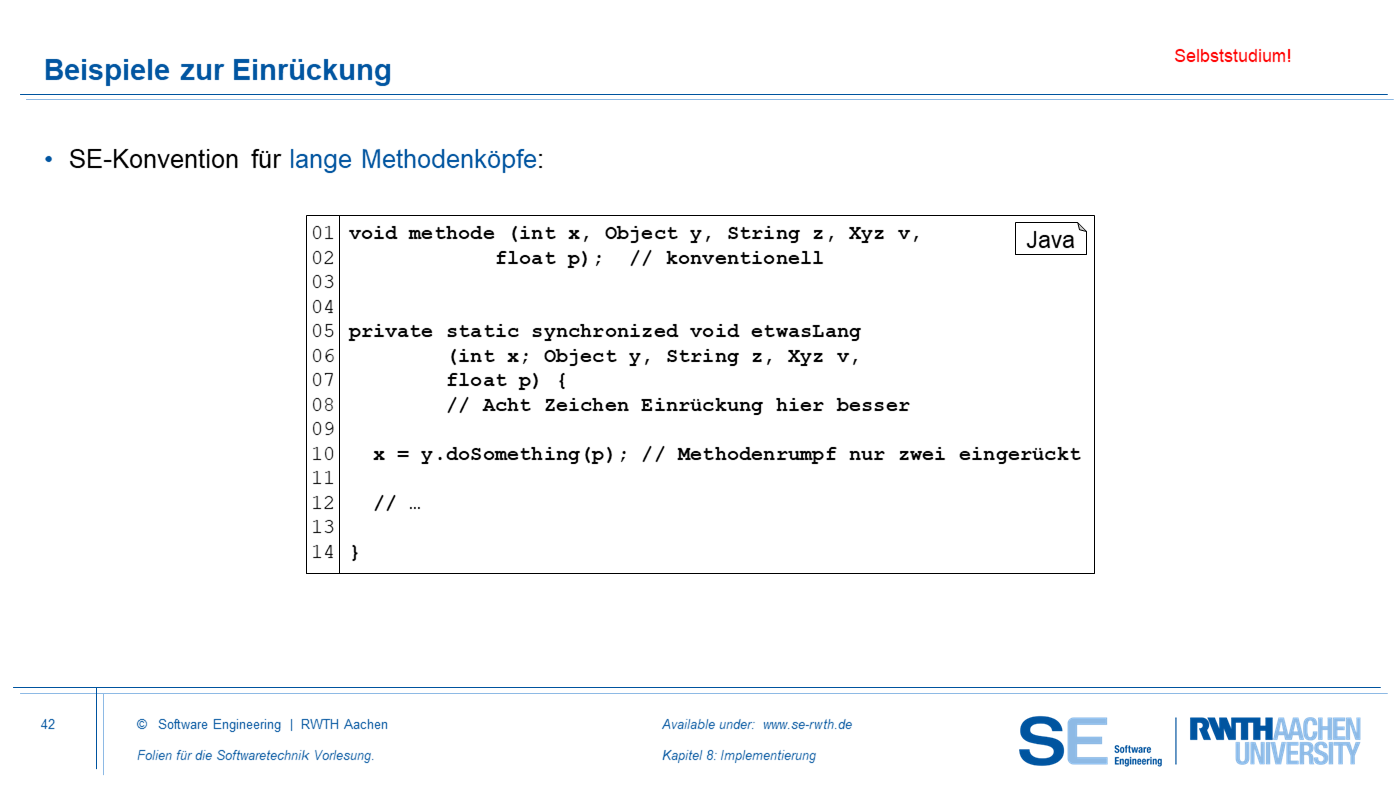 Beispiele zur Einrückung
Selbststudium!
• SE-Konvention für lange Methodenköpfe:
Java
01 void methode (int x, Object y, String z, Xyz v,
02             float p);  // konventionell
03
04
05 private static synchronized void etwasLang
06         (int x; Object y, String z, Xyz v,
07         float p) {
08         // Acht Zeichen Einrückung hier besser
09
10   x = y.doSomething(p); // Methodenrumpf nur zwei eingerückt
11
12   // …
13
14 }
42
© Software Engineering | RWTH Aachen
Folien für die Softwaretechnik Vorlesung.
Available under: www.se-rwth.de
Kapitel 8: Implementierung
SE Software
Engineering
RWTHAACHEN
UNIVERSITY